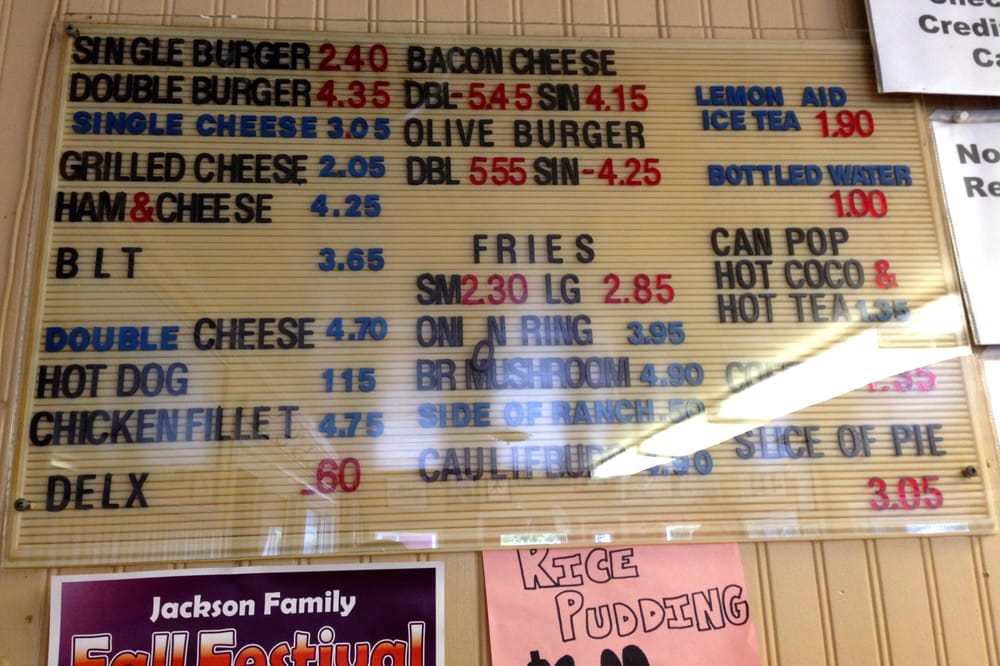 SINGLE BURGER 2.40
DOUBLE BURGER 4.35
SINGLE CHEESE 3.05
GRILLED CHEESE 2.05
HAM & CHEESE 4.25
BLT 3.65
DOUBLE CHEESE 4.70
HOT DOG 115
CHICKEN FILLET 4.75
DELX .60
BACON CHEESE
DBL-5.45 SIN 4.15
OLIVE BURGER
DBL 555 SIN-4.25
FRIES
SM 2.30 LG 2.85
ONI N RING 3.95
BR MUSHROOM 4.90
SIDE OF RANCH .50
LEMON AID
ICE TEA 1.90
BOTTLED WATER
1.00
CAN POP
HOT COCO &
HOT TEA 1.35
SLICE OF PIE
3.05
Credi
No
Re
Jackson Family
Fall Festival
RICE
PUDDING